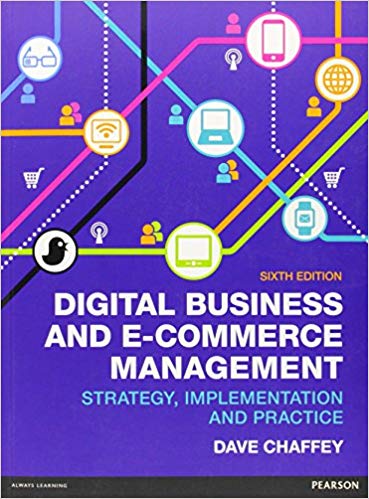 SIXTH EDITION
DIGITAL BUSINESS
AND E-COMMERCE
MANAGEMENT
STRATEGY, IMPLEMENTATION
AND PRACTICE
DAVE CHAFFEY
ALWAYS LEARNING
PEARSON